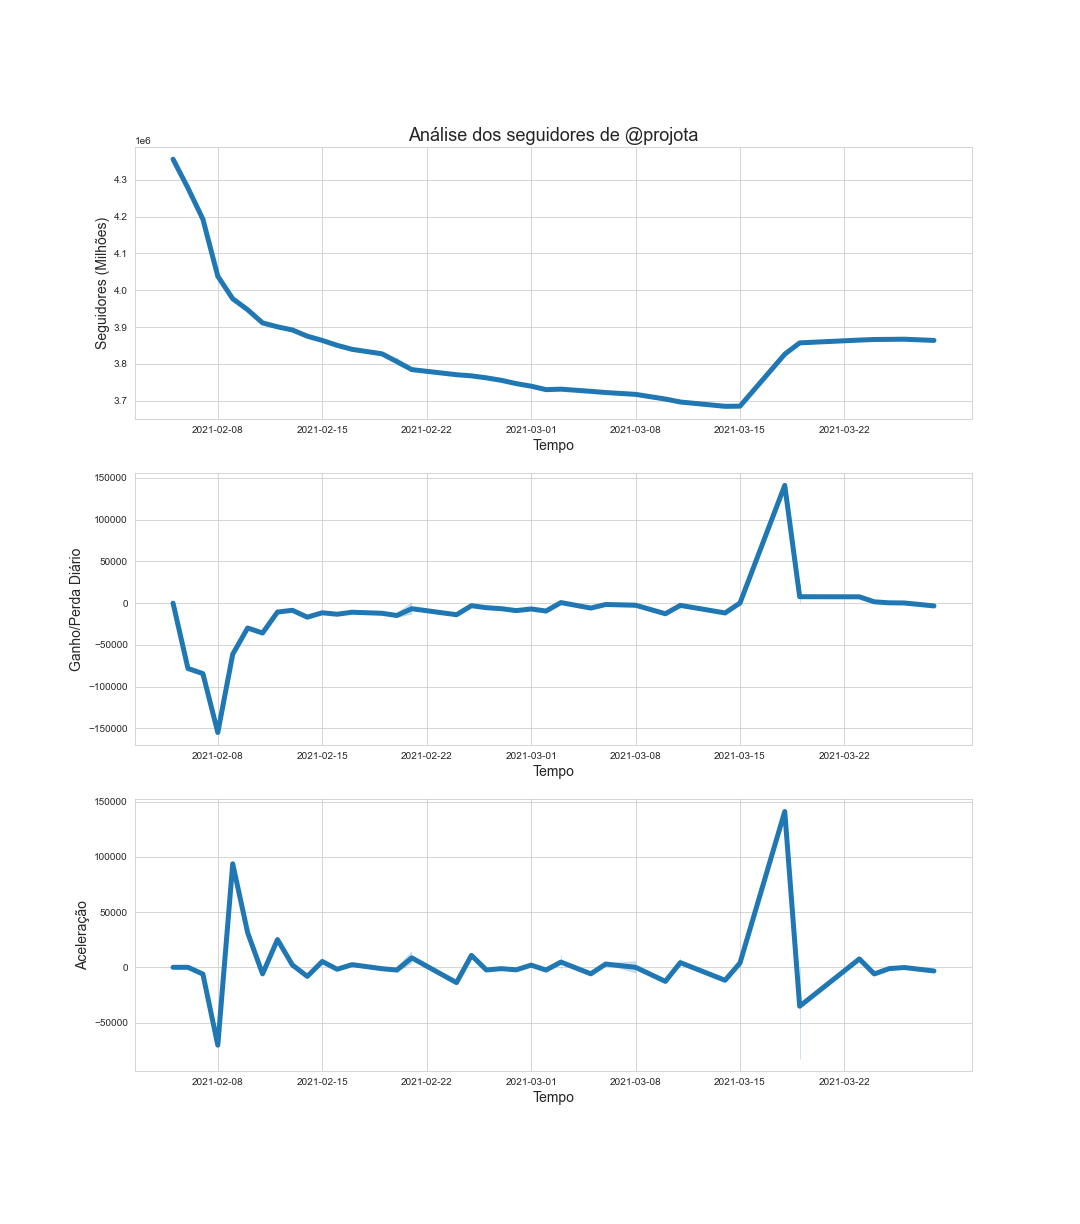 Análise dos seguidores de @projota
1e6
4.3
4.2
4.1
4.0
3.9
3.8
3.7
Seguidores (Milhões)
2021-02-08 2021-02-15 2021-02-22 2021-03-01 2021-03-08 2021-03-15 2021-03-22
Tempo
150000
100000
50000
0
−50000
−100000
−150000
Ganho/Perda Diário
2021-02-08 2021-02-15 2021-02-22 2021-03-01 2021-03-08 2021-03-15 2021-03-22
Tempo
150000
100000
50000
0
−50000
Aceleração
2021-02-08 2021-02-15 2021-02-22 2021-03-01 2021-03-08 2021-03-15 2021-03-22
Tempo